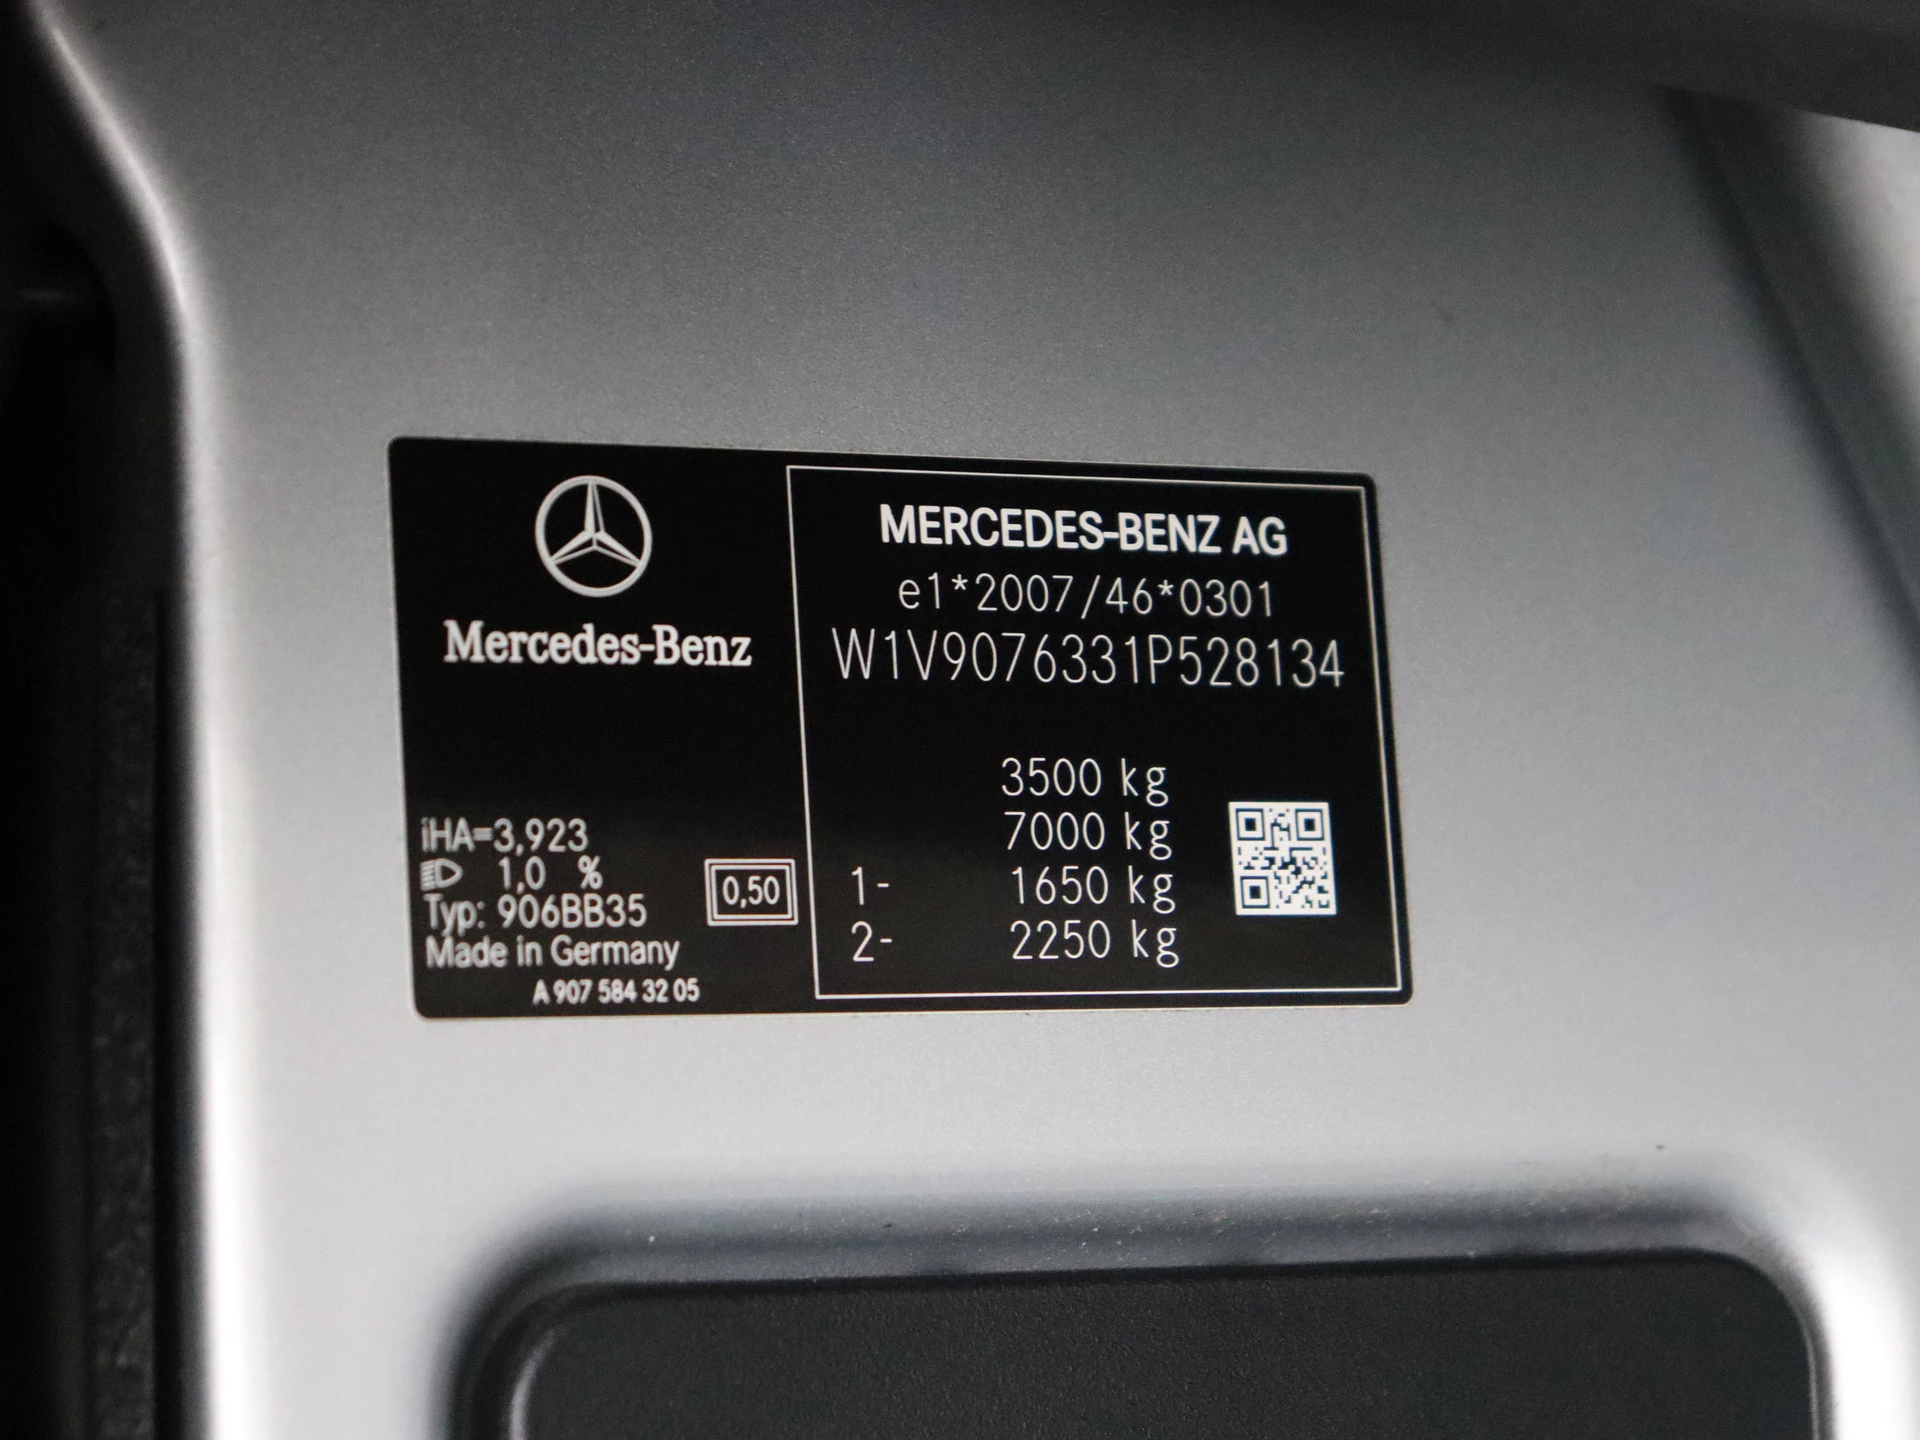 Mercedes-Benz
iHA=3,923
1,0 %
Typ: 906BB35
Made in Germany
A 907 584 32 05
0,50
MERCEDES-BENZ AG
e1*2007/46*0301
W1V9076331P528134
3500 kg
7000 kg
1- 1650 kg
2- 2250 kg